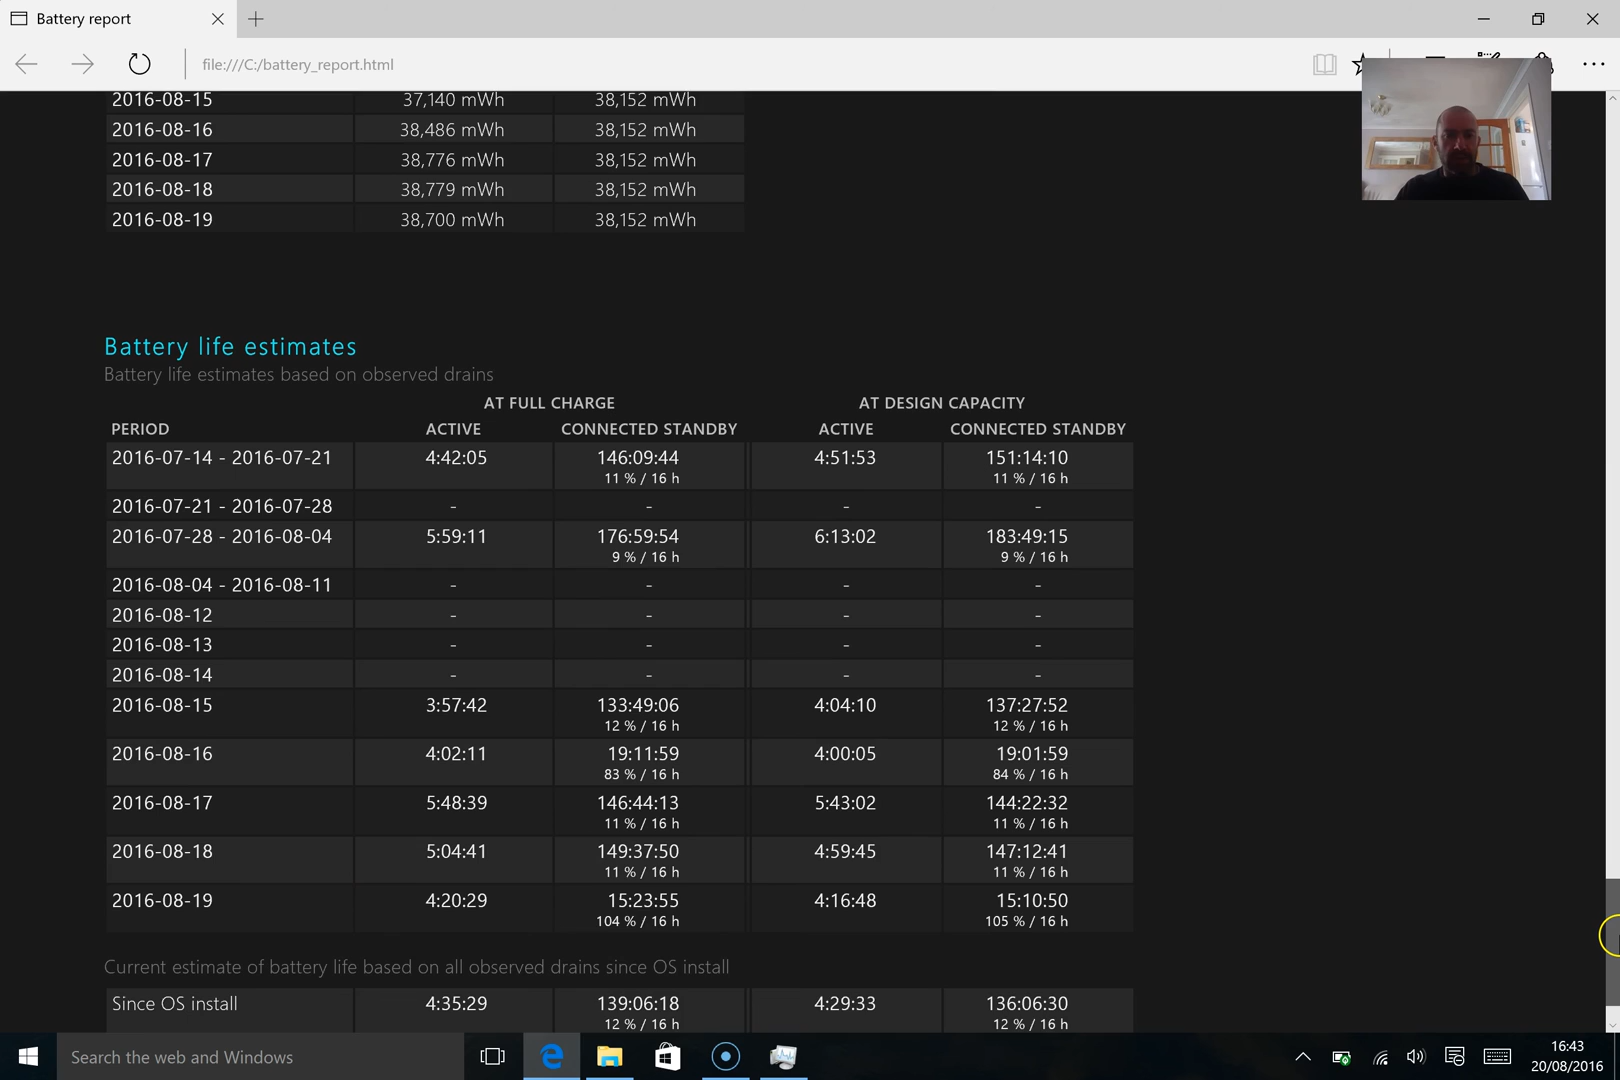 Battery report
file:///C:/battery_report.html
2016-08-15 37,140 mWh 38,152 mWh
2016-08-16 38,486 mWh 38,152 mWh
2016-08-17 38,776 mWh 38,152 mWh
2016-08-18 38,779 mWh 38,152 mWh
2016-08-19 38,700 mWh 38,152 mWh
Battery life estimates
Battery life estimates based on observed drains
AT FULL CHARGE AT DESIGN CAPACITY
PERIOD ACTIVE CONNECTED STANDBY ACTIVE CONNECTED STANDBY
2016-07-14 - 2016-07-21 4:42:05 146:09:44 4:51:53 151:14:10
11 % / 16 h 11 % / 16 h
2016-07-21 - 2016-07-28 - - - -
2016-07-28 - 2016-08-04 5:59:11 176:59:54 6:13:02 183:49:15
9 % / 16 h 9 % / 16 h
2016-08-04 - 2016-08-11 - - - -
2016-08-12 - - - -
2016-08-13 - - - -
2016-08-14 - - - -
2016-08-15 3:57:42 133:49:06 4:04:10 137:27:52
12 % / 16 h 12 % / 16 h
2016-08-16 4:02:11 19:11:59 4:00:05 19:01:59
83 % / 16 h 84 % / 16 h
2016-08-17 5:48:39 146:44:13 5:43:02 144:22:32
11 % / 16 h 11 % / 16 h
2016-08-18 5:04:41 149:37:50 4:59:45 147:12:41
11 % / 16 h 11 % / 16 h
2016-08-19 4:20:29 15:23:55 4:16:48 15:10:50
104 % / 16 h 105 % / 16 h
Current estimate of battery life based on all observed drains since OS install
Since OS install 4:35:29 139:06:18 4:29:33 136:06:30
12 % / 16 h 12 % / 16 h
Search the web and Windows
16:43
20/08/2016